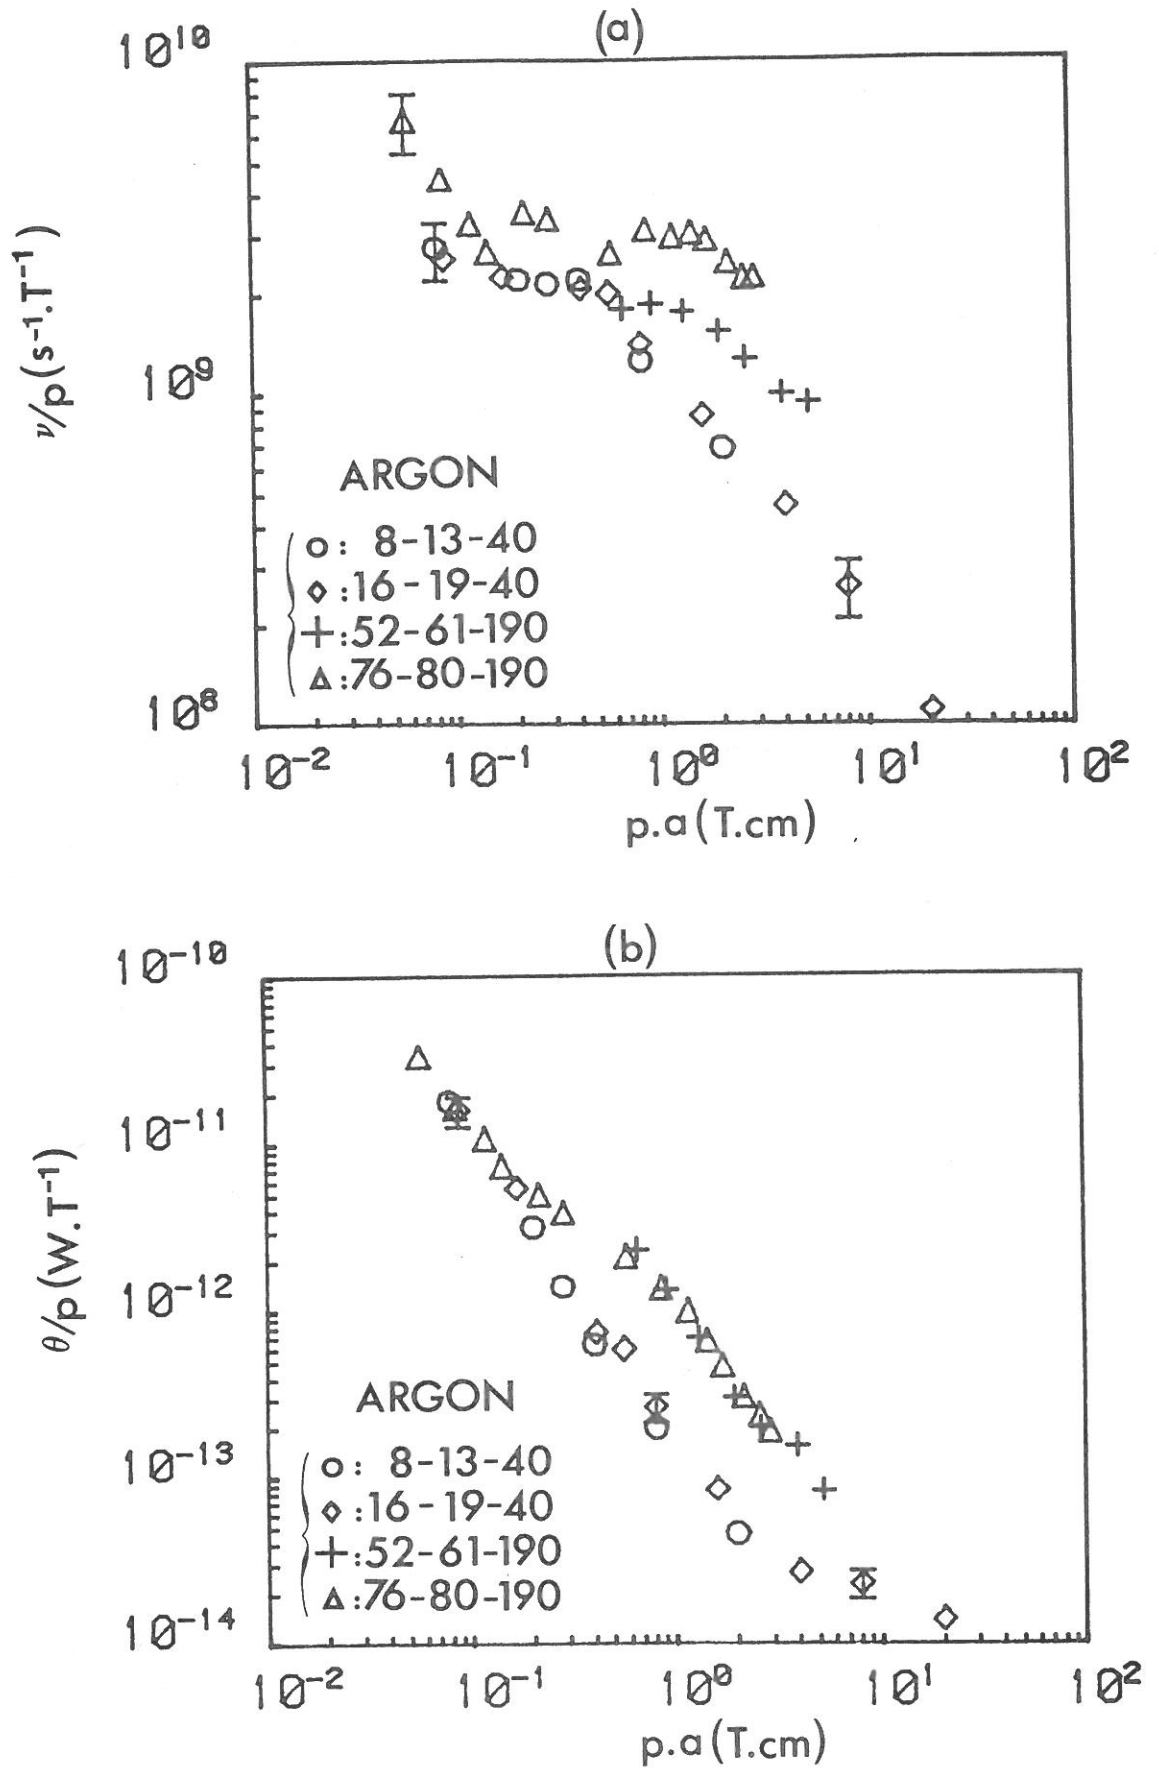 (a)
10¹⁰
10⁹
10⁸
ν/p (s⁻¹.T⁻¹)
ARGON
○: 8-13-40
◇: 16-19-40
+: 52-61-190
△: 76-80-190
10⁻² 10⁻¹ 10⁰ 10¹ 10²
p.a (T.cm)
(b)
10⁻¹⁰
10⁻¹¹
10⁻¹²
10⁻¹³
10⁻¹⁴
θ/p (W.T⁻¹)
ARGON
○: 8-13-40
◇: 16-19-40
+: 52-61-190
△: 76-80-190
10⁻² 10⁻¹ 10⁰ 10¹ 10²
p.a (T.cm)